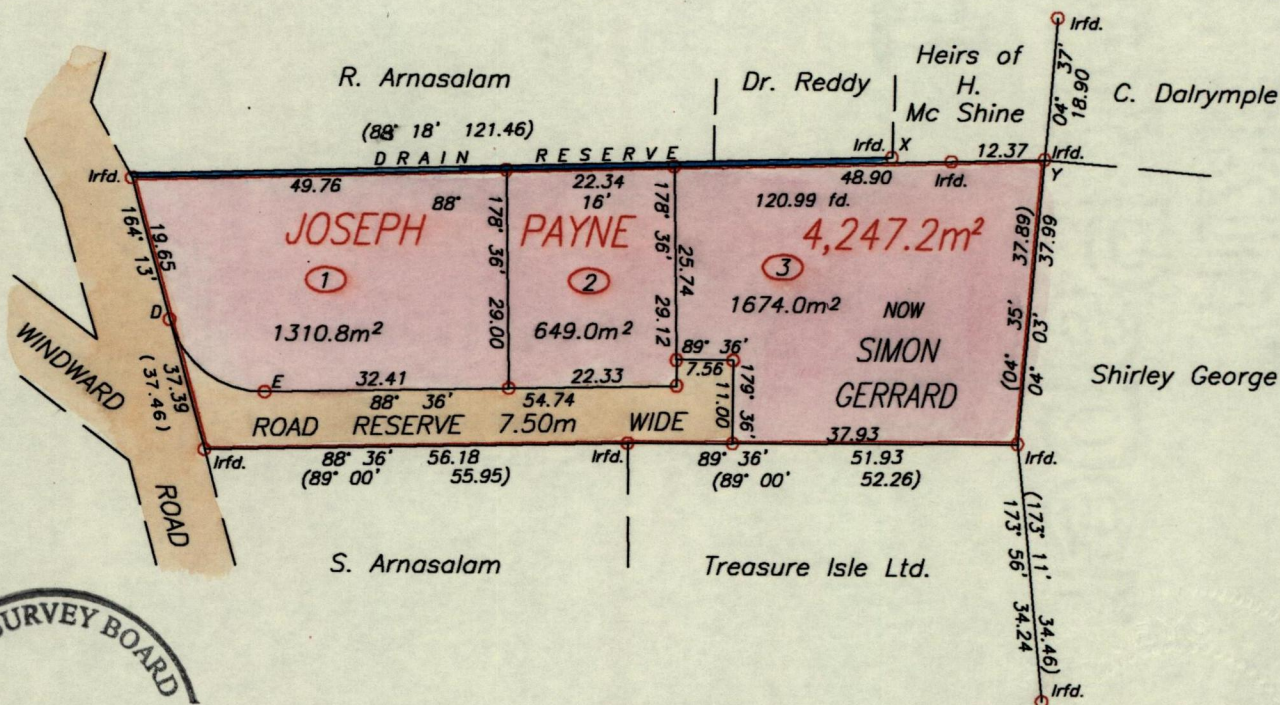 Irfd.
04° 37'
18.90
Heirs of
H.
Mc Shine
R. Arnasalam
Dr. Reddy
C. Dalrymple
(88° 18' 121.46)
DRAIN RESERVE
Irfd. X
12.37
Irfd.
Y
Irfd.
49.76
22.34
48.90
Irfd.
88°
16'
120.99 fd.
JOSEPH
PAYNE
4,247.2m²
164° 13'
19.65
178° 36' 29.00
178° 36' 29.12
25.74
37.89)
37.99
1
2
3
1310.8m²
649.0m²
1674.0m²
NOW
SIMON
GERRARD
D
E
WINDWARD
ROAD
37.39
(37.46)
32.41
22.33
89° 36'
7.56
179° 36'
11.00
(04° 35'
04° 03'
Shirley George
88° 36'
54.74
ROAD RESERVE 7.50m WIDE
37.93
Irfd.
88° 36' 56.18
(89° 00' 55.95)
Irfd.
89° 36' 51.93
(89° 00' 52.26)
Irfd.
S. Arnasalam
Treasure Isle Ltd.
(173° 11' 34.46)
173° 56' 34.24
Irfd.
SURVEY BOARD